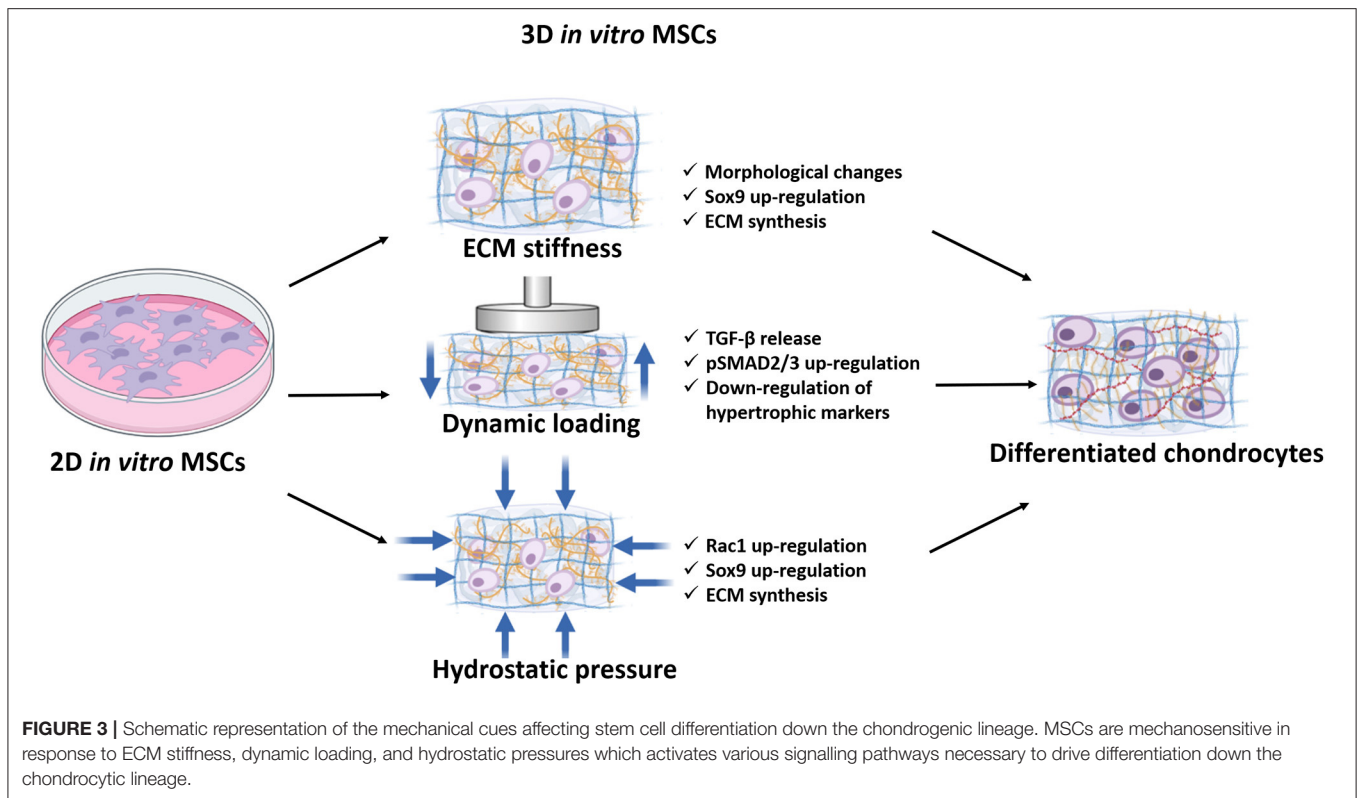 3D in vitro MSCs
ECM stiffness
✓ Morphological changes
✓ Sox9 up-regulation
✓ ECM synthesis
2D in vitro MSCs
Dynamic loading
✓ TGF-β release
✓ pSMAD2/3 up-regulation
✓ Down-regulation of
hypertrophic markers
Differentiated chondrocytes
Hydrostatic pressure
✓ Rac1 up-regulation
✓ Sox9 up-regulation
✓ ECM synthesis
FIGURE 3 | Schematic representation of the mechanical cues affecting stem cell differentiation down the chondrogenic lineage. MSCs are mechanosensitive in
response to ECM stiffness, dynamic loading, and hydrostatic pressures which activates various signalling pathways necessary to drive differentiation down the
chondrocytic lineage.